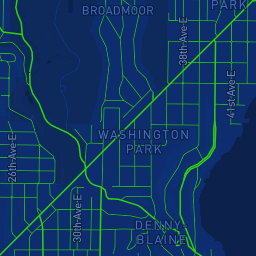 BROADMOOR
PARK
38th Ave E
41st Ave E
WASHINGTON
PARK
26th Ave E
30th Ave E
DENNY
BLAINE